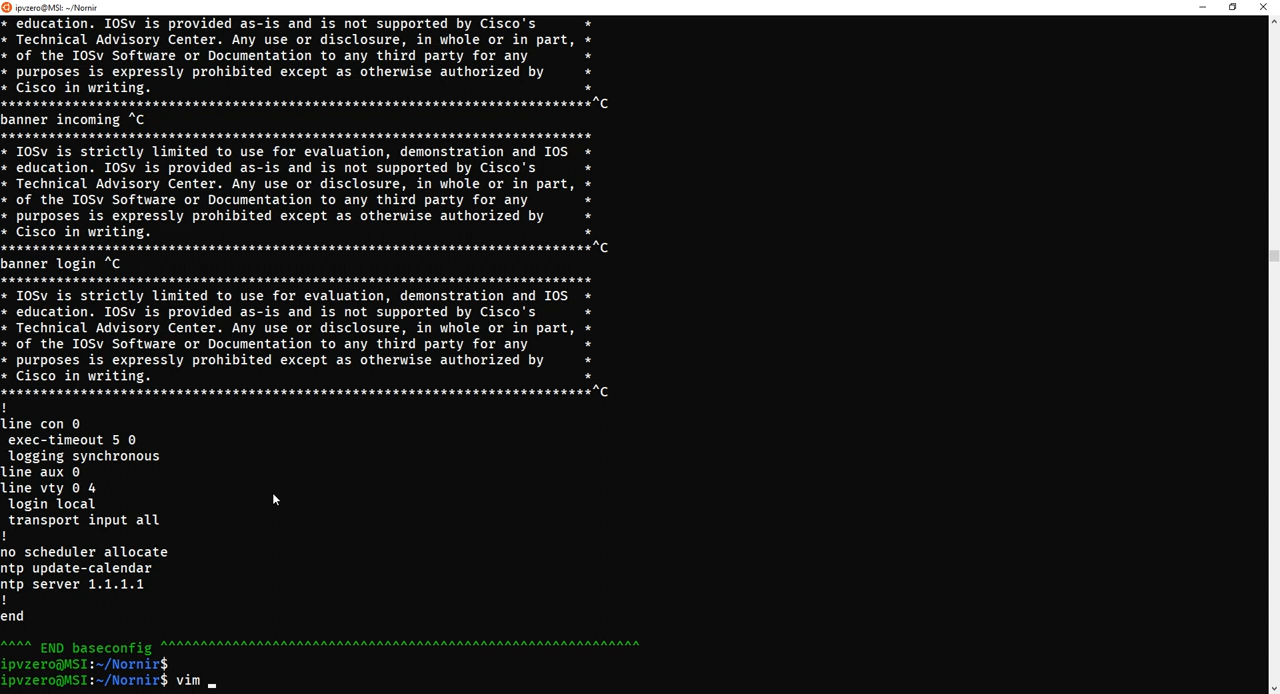 ipvzero@MSI: ~/Nornir
* education. IOSv is provided as-is and is not supported by Cisco's      *
* Technical Advisory Center. Any use or disclosure, in whole or in part, *
* of the IOSv Software or Documentation to any third party for any       *
* purposes is expressly prohibited except as otherwise authorized by     *
* Cisco in writing.                                                      *
**************************************************************************^C
banner incoming ^C
**************************************************************************
* IOSv is strictly limited to use for evaluation, demonstration and IOS  *
* education. IOSv is provided as-is and is not supported by Cisco's      *
* Technical Advisory Center. Any use or disclosure, in whole or in part, *
* of the IOSv Software or Documentation to any third party for any       *
* purposes is expressly prohibited except as otherwise authorized by     *
* Cisco in writing.                                                      *
**************************************************************************^C
banner login ^C
**************************************************************************
* IOSv is strictly limited to use for evaluation, demonstration and IOS  *
* education. IOSv is provided as-is and is not supported by Cisco's      *
* Technical Advisory Center. Any use or disclosure, in whole or in part, *
* of the IOSv Software or Documentation to any third party for any       *
* purposes is expressly prohibited except as otherwise authorized by     *
* Cisco in writing.                                                      *
**************************************************************************^C
!
line con 0
 exec-timeout 5 0
 logging synchronous
line aux 0
line vty 0 4
 login local
 transport input all
!
no scheduler allocate
ntp update-calendar
ntp server 1.1.1.1
!
end
^^^^ END baseconfig ^^^^^^^^^^^^^^^^^^^^^^^^^^^^^^^^^^^^^^^^^^^^^^^^^^^^^^^^^^^^
ipvzero@MSI:~/Nornir$
ipvzero@MSI:~/Nornir$ vim _